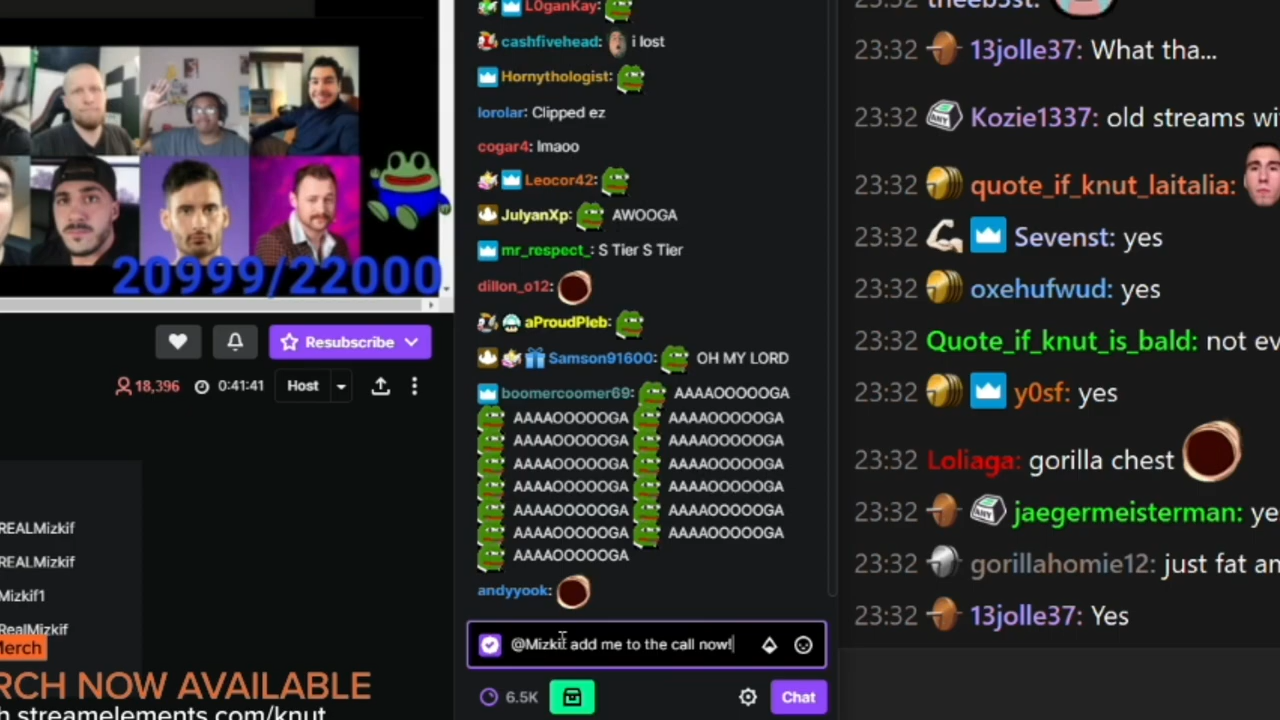 20999/22000
Resubscribe
18,396 0:41:41 Host
REALMizkif
REALMizkif
Mizkif1
RealMizkif
Merch
RCH NOW AVAILABLE
streamelements.com/knut
L0ganKay:
cashfivehead: i lost
Hornythologist:
lorolar: Clipped ez
cogar4: lmaoo
Leocor42:
JulyanXp: AWOOGA
mr_respect_: S Tier S Tier
dillon_o12:
aProudPleb:
Samson91600: OH MY LORD
boomercoomer69: AAAAOOOOOGA
AAAAOOOOOGA AAAAOOOOOGA
AAAAOOOOOGA AAAAOOOOOGA
AAAAOOOOOGA AAAAOOOOOGA
AAAAOOOOOGA AAAAOOOOOGA
AAAAOOOOOGA AAAAOOOOOGA
AAAAOOOOOGA AAAAOOOOOGA
AAAAOOOOOGA
andyyook:
@Mizkif add me to the call now!
6.5K Chat
23:32 theeb3st:
23:32 13jolle37: What tha...
23:32 ANY Kozie1337: old streams wi
23:32 quote_if_knut_laitalia:
23:32 Sevenst: yes
23:32 oxehufwud: yes
23:32 Quote_if_knut_is_bald: not ev
23:32 y0sf: yes
23:32 Loliaga: gorilla chest
23:32 ANY jaegermeisterman: ye
23:32 gorillahomie12: just fat an
23:32 13jolle37: Yes